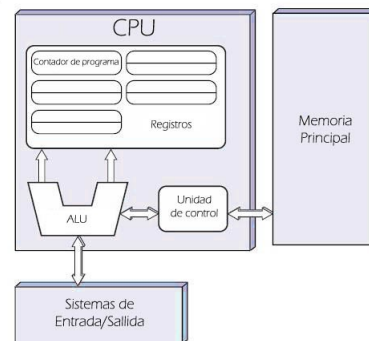 CPU
Contador de programa
Registros
ALU
Unidad
de control
Memoria
Principal
Sistemas de
Entrada/Sallida